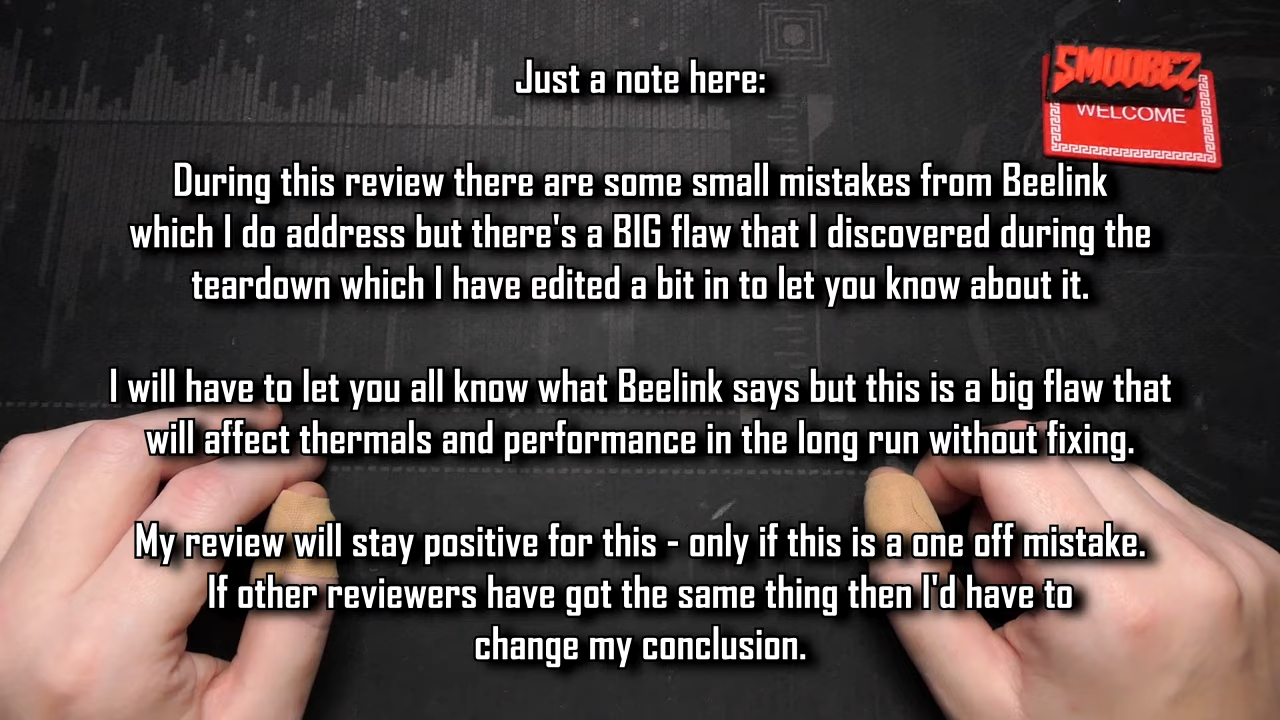 Just a note here:
SMOOREZ
WELCOME
During this review there are some small mistakes from Beelink
which I do address but there's a BIG flaw that I discovered during the
teardown which I have edited a bit in to let you know about it.
I will have to let you all know what Beelink says but this is a big flaw that
will affect thermals and performance in the long run without fixing.
My review will stay positive for this - only if this is a one off mistake.
If other reviewers have got the same thing then I'd have to
change my conclusion.